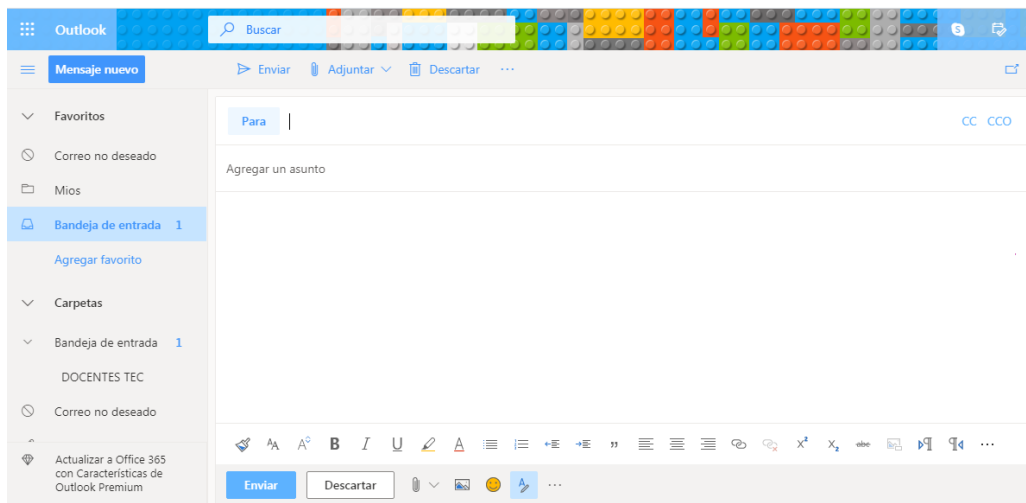 Outlook
Buscar
Mensaje nuevo
Enviar
Adjuntar
Descartar
Favoritos
Para
CC CCO
Correo no deseado
Agregar un asunto
Mios
Bandeja de entrada 1
Agregar favorito
Carpetas
Bandeja de entrada 1
DOCENTES TEC
Correo no deseado
Actualizar a Office 365
con Características de
Outlook Premium
Enviar
Descartar